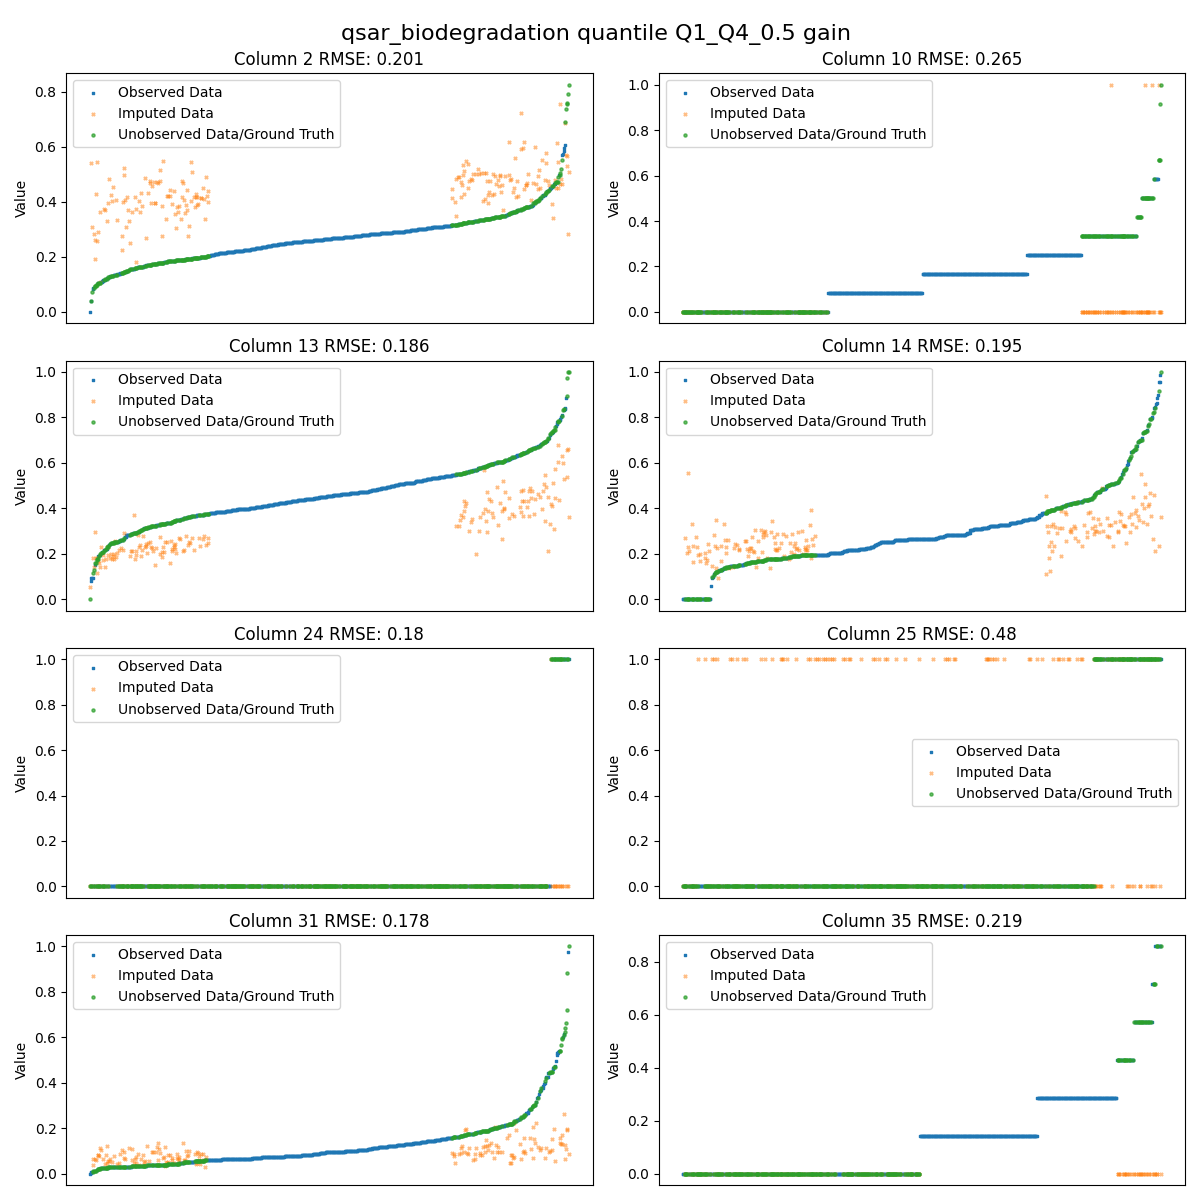 qsar_biodegradation quantile Q1_Q4_0.5 gain
Column 2 RMSE: 0.201
Value
0.8
0.6
0.4
0.2
0.0
Observed Data
Imputed Data
Unobserved Data/Ground Truth
Column 10 RMSE: 0.265
Value
1.0
0.8
0.6
0.4
0.2
0.0
Observed Data
Imputed Data
Unobserved Data/Ground Truth
Column 13 RMSE: 0.186
Value
1.0
0.8
0.6
0.4
0.2
0.0
Observed Data
Imputed Data
Unobserved Data/Ground Truth
Column 14 RMSE: 0.195
Value
1.0
0.8
0.6
0.4
0.2
0.0
Observed Data
Imputed Data
Unobserved Data/Ground Truth
Column 24 RMSE: 0.18
Value
1.0
0.8
0.6
0.4
0.2
0.0
Observed Data
Imputed Data
Unobserved Data/Ground Truth
Column 25 RMSE: 0.48
Value
1.0
0.8
0.6
0.4
0.2
0.0
Observed Data
Imputed Data
Unobserved Data/Ground Truth
Column 31 RMSE: 0.178
Value
1.0
0.8
0.6
0.4
0.2
0.0
Observed Data
Imputed Data
Unobserved Data/Ground Truth
Column 35 RMSE: 0.219
Value
0.8
0.6
0.4
0.2
0.0
Observed Data
Imputed Data
Unobserved Data/Ground Truth